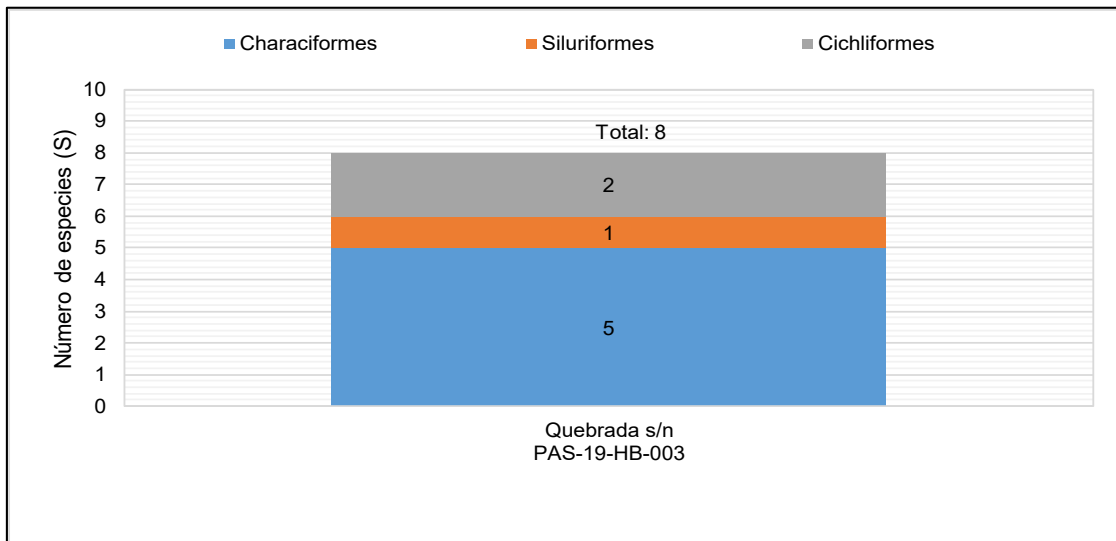 Characiformes Siluriformes Cichliformes
Número de especies (S)
10
9
8
7
6
5
4
3
2
1
0
Total: 8
2
1
5
Quebrada s/n
PAS-19-HB-003